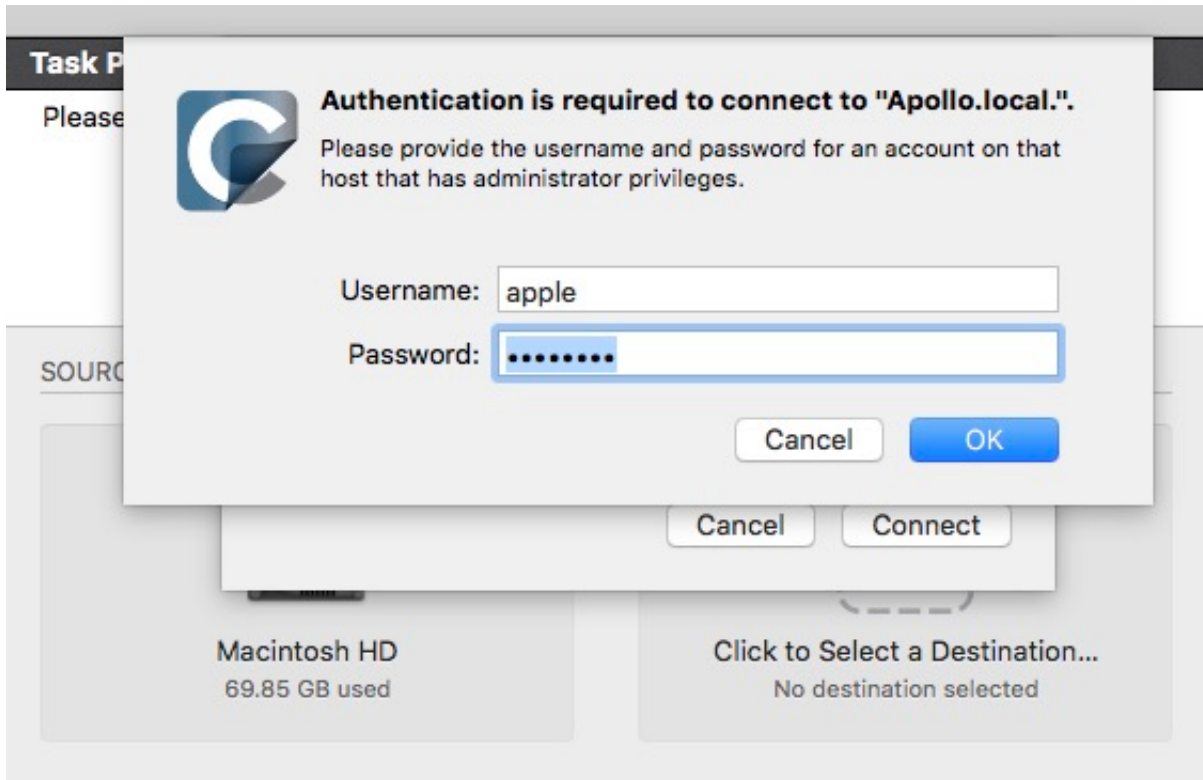 Task P
Authentication is required to connect to "Apollo.local.".
Please
Please provide the username and password for an account on that
host that has administrator privileges.
Username: apple
Password: ••••••••
SOURC
Cancel OK
Cancel Connect
Macintosh HD
69.85 GB used
Click to Select a Destination...
No destination selected